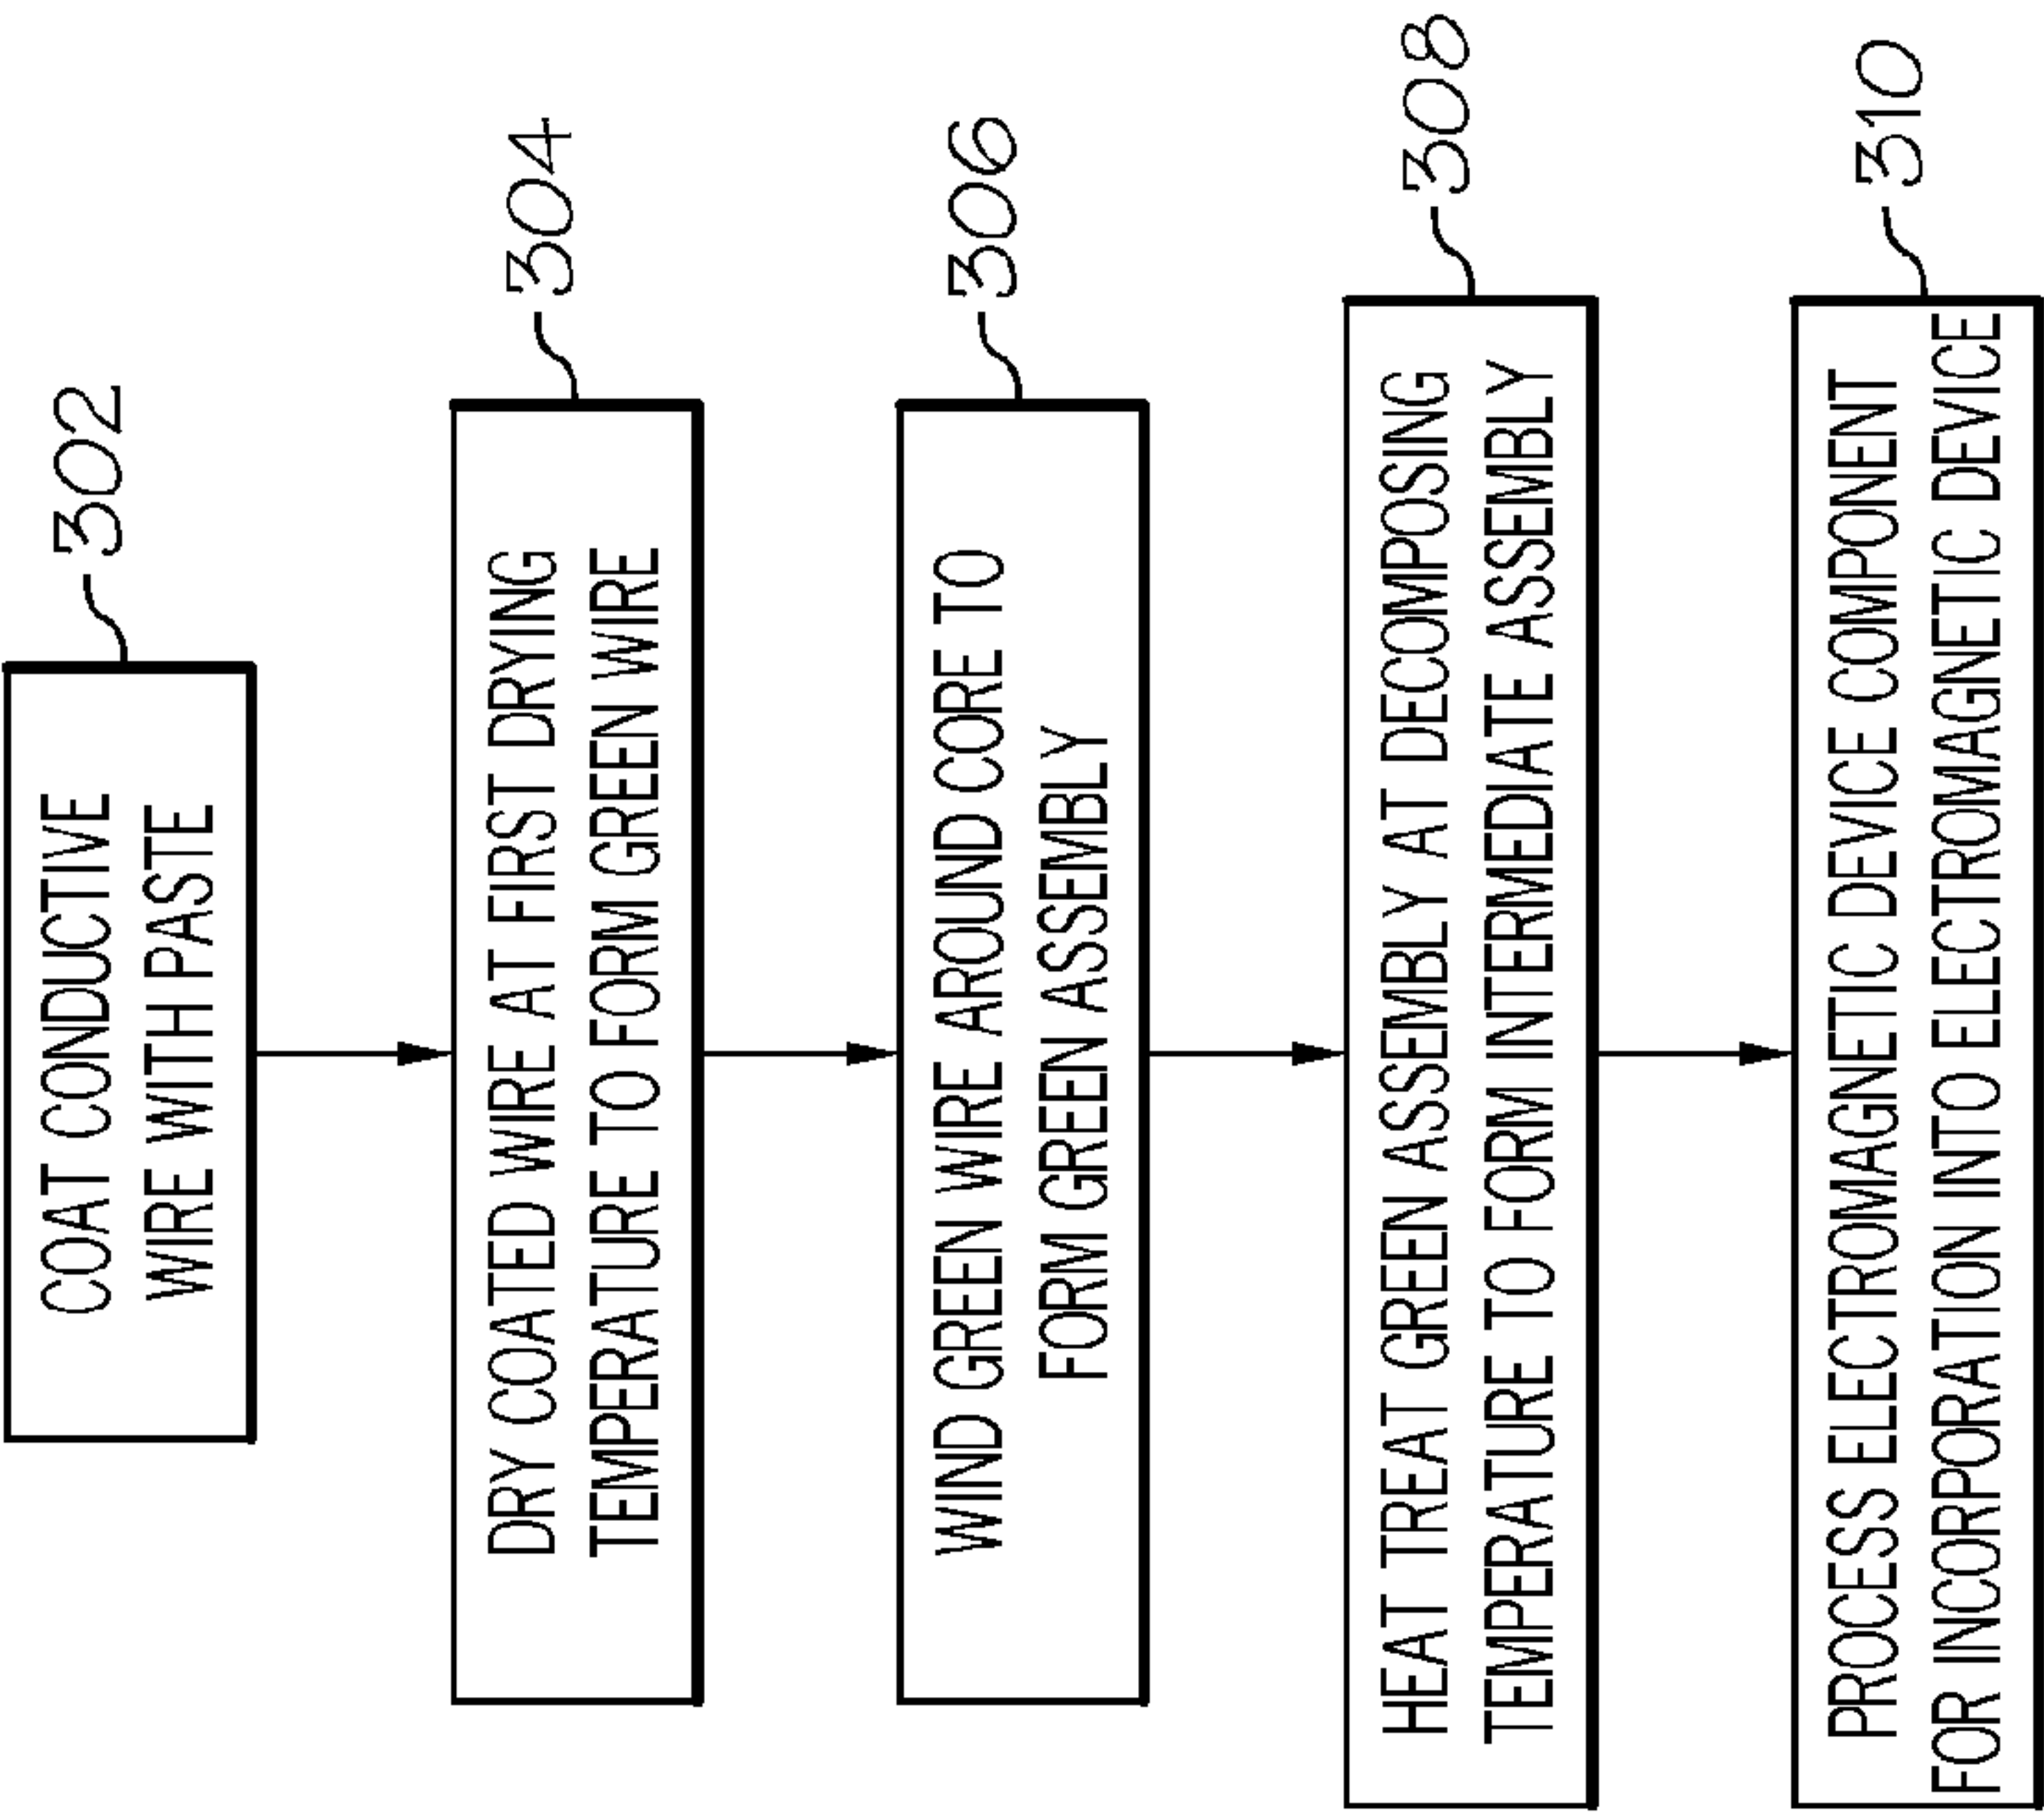 302
COAT CONDUCTIVE
WIRE WITH PASTE
304
DRY COATED WIRE AT FIRST DRYING
TEMPERATURE TO FORM GREEN WIRE
306
WIND GREEN WIRE AROUND CORE TO
FORM GREEN ASSEMBLY
308
HEAT TREAT GREEN ASSEMBLY AT DECOMPOSING
TEMPERATURE TO FORM INTERMEDIATE ASSEMBLY
310
PROCESS ELECTROMAGNETIC DEVICE COMPONENT
FOR INCORPORATION INTO ELECTROMAGNETIC DEVICE